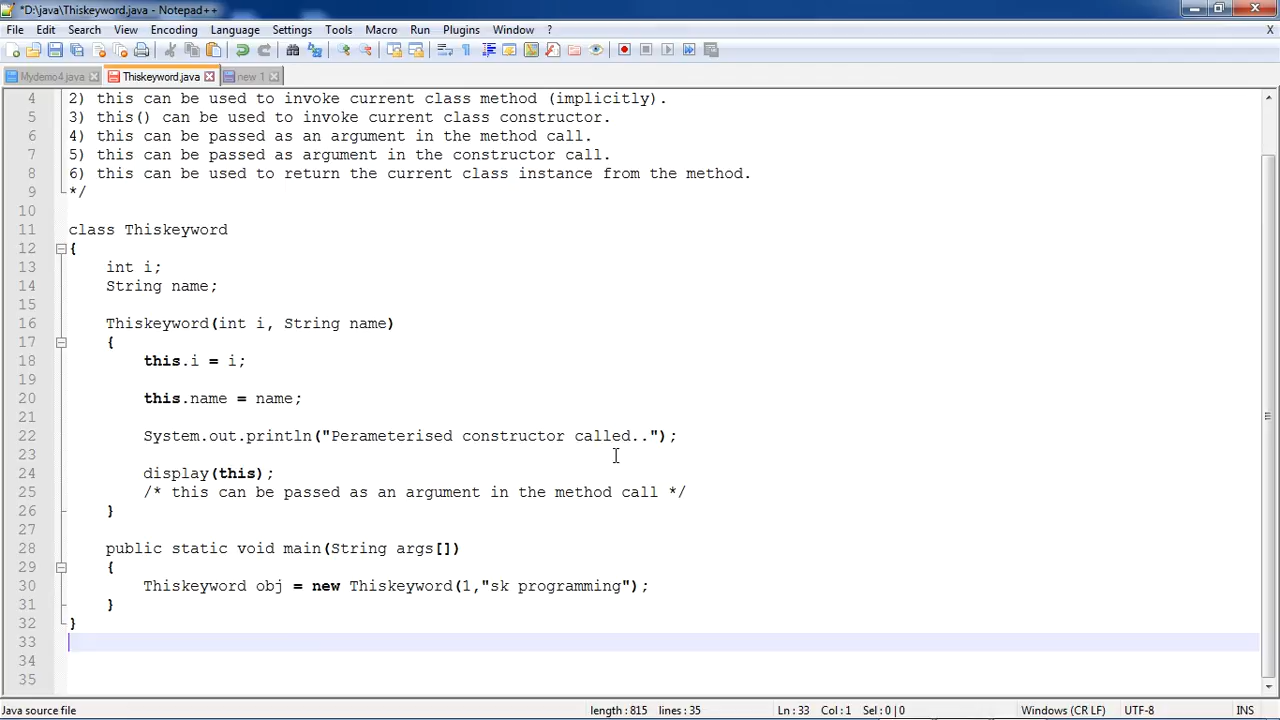 *D:\java\Thiskeyword.java - Notepad++
File Edit Search View Encoding Language Settings Tools Macro Run Plugins Window ? X
Mydemo4.java Thiskeyword.java new 1
4 2) this can be used to invoke current class method (implicitly).
5 3) this() can be used to invoke current class constructor.
6 4) this can be passed as an argument in the method call.
7 5) this can be passed as argument in the constructor call.
8 6) this can be used to return the current class instance from the method.
9 */
10
11 class Thiskeyword
12 {
13 int i;
14 String name;
15
16 Thiskeyword(int i, String name)
17 {
18 this.i = i;
19
20 this.name = name;
21
22 System.out.println("Perameterised constructor called..");
23
24 display(this);
25 /* this can be passed as an argument in the method call */
26 }
27
28 public static void main(String args[])
29 {
30 Thiskeyword obj = new Thiskeyword(1,"sk programming");
31 }
32 }
33
34
35
Java source file length : 815 lines : 35 Ln : 33 Col : 1 Sel : 0 | 0 Windows (CR LF) UTF-8 INS